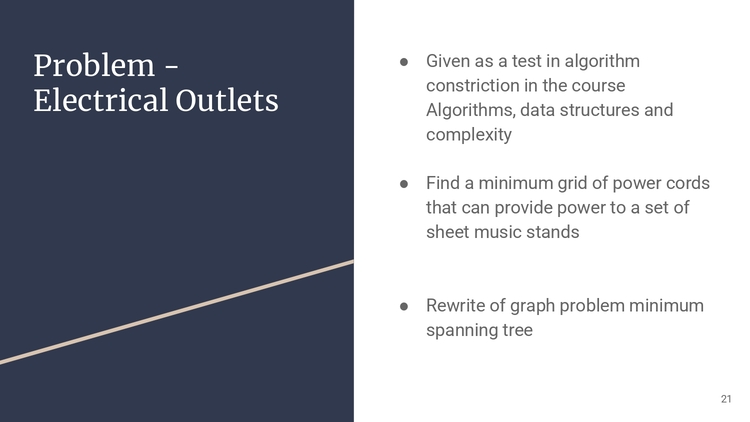 Problem -
Electrical Outlets
● Given as a test in algorithm
constriction in the course
Algorithms, data structures and
complexity
● Find a minimum grid of power cords
that can provide power to a set of
sheet music stands
● Rewrite of graph problem minimum
spanning tree
21